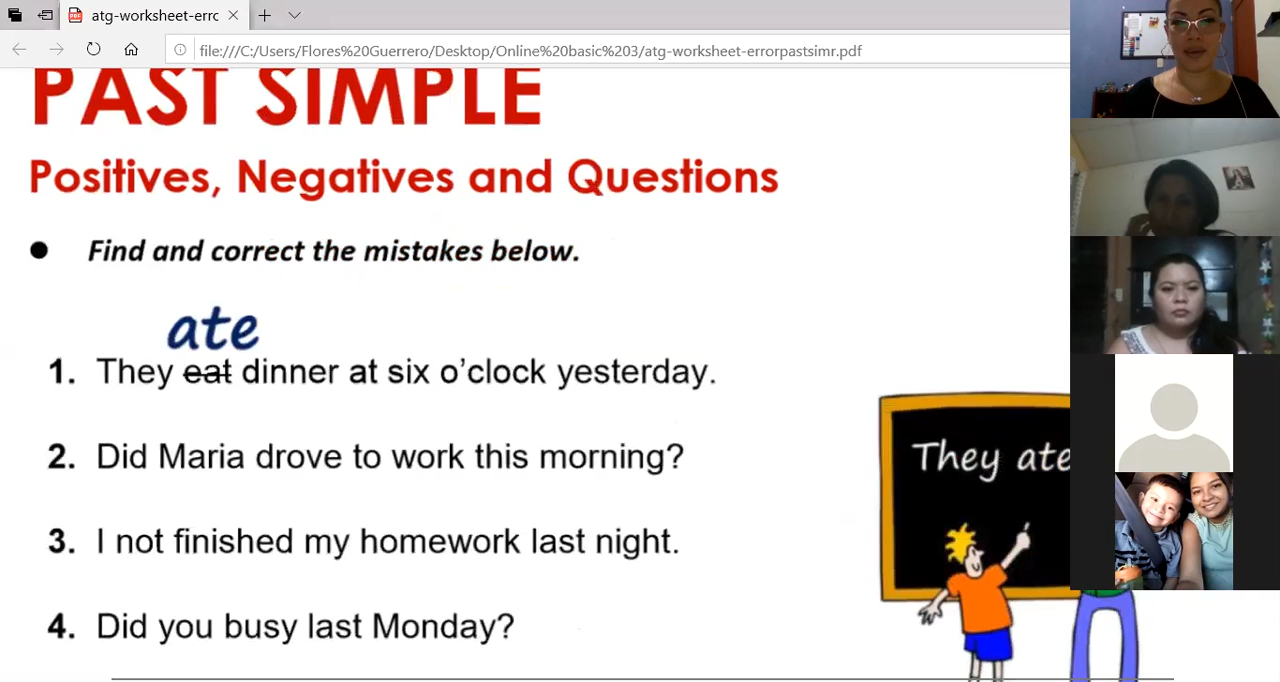 atg-worksheet-errc
file:///C:/Users/Flores%20Guerrero/Desktop/Online%20basic%203/atg-worksheet-errorpastsimr.pdf
PAST SIMPLE
Positives, Negatives and Questions
Find and correct the mistakes below.
ate
1. They eat dinner at six o’clock yesterday.
2. Did Maria drove to work this morning?
They ate
3. I not finished my homework last night.
4. Did you busy last Monday?